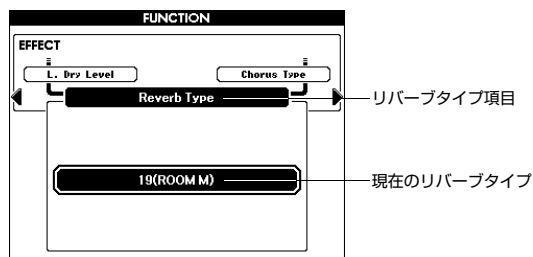 FUNCTION
EFFECT
L. Dry Level
Chorus Type
Reverb Type
リバーブタイプ項目
19(ROOM M)
現在のリバーブタイプ